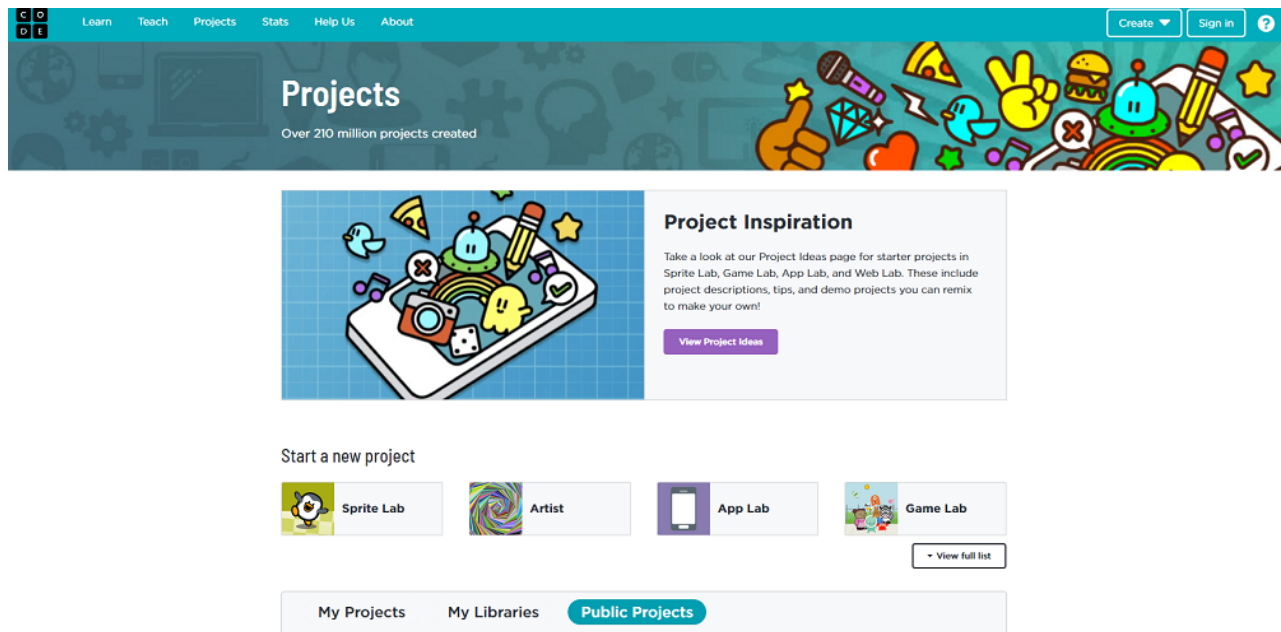 C O
D E
Learn Teach Projects Stats Help Us About
Create Sign in ?
Projects
Over 210 million projects created
Project Inspiration
Take a look at our Project Ideas page for starter projects in
Sprite Lab, Game Lab, App Lab, and Web Lab. These include
project descriptions, tips, and demo projects you can remix
to make your own!
View Project Ideas
Start a new project
Sprite Lab Artist App Lab Game Lab
View full list
My Projects My Libraries Public Projects